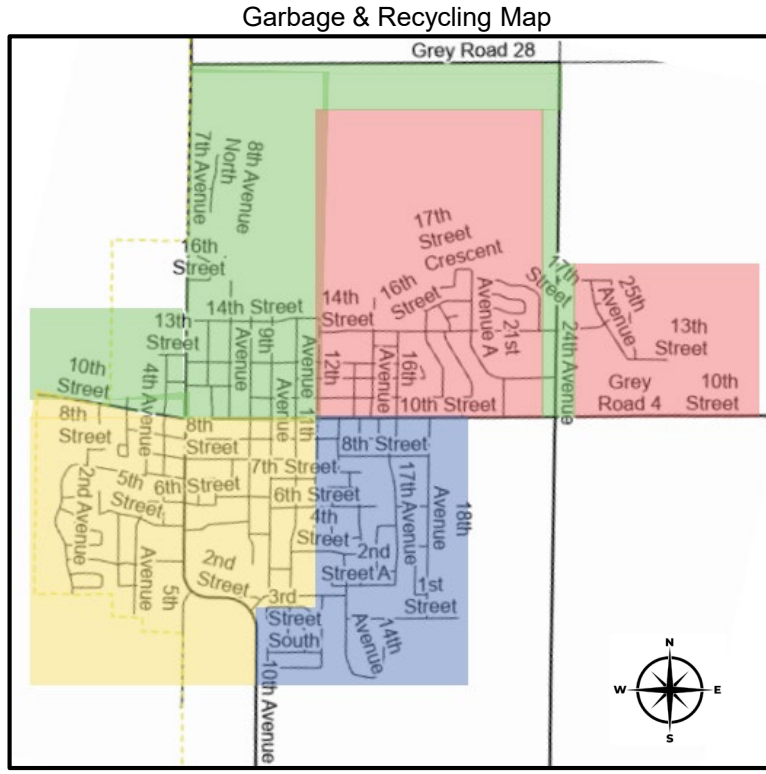 Garbage & Recycling Map
Grey Road 28
8th Avenue
North
7th Avenue
17th
Street
Crescent
16th
Street
16th
Street
17th
Street
25th
Avenue
21st
Avenue A
14th Street
14th
Street
13th
Street
13th
Street
9th
Avenue
Avenue
Avenue 11th
12th
16th
Avenue
24th Avenue
10th
Street
4th Avenue
10th Street
Grey
Road 4
10th
Street
8th
Street
8th
Street
8th Street
7th Street
6th Street
6th Street
5th
Street
2nd Avenue
4th
Street
17th Avenue
18th
Avenue
2nd
Street A
2nd
Street
5th
Avenue
1st
Street
3rd
Street
South
14th
Avenue
10th Avenue
N
W
E
S